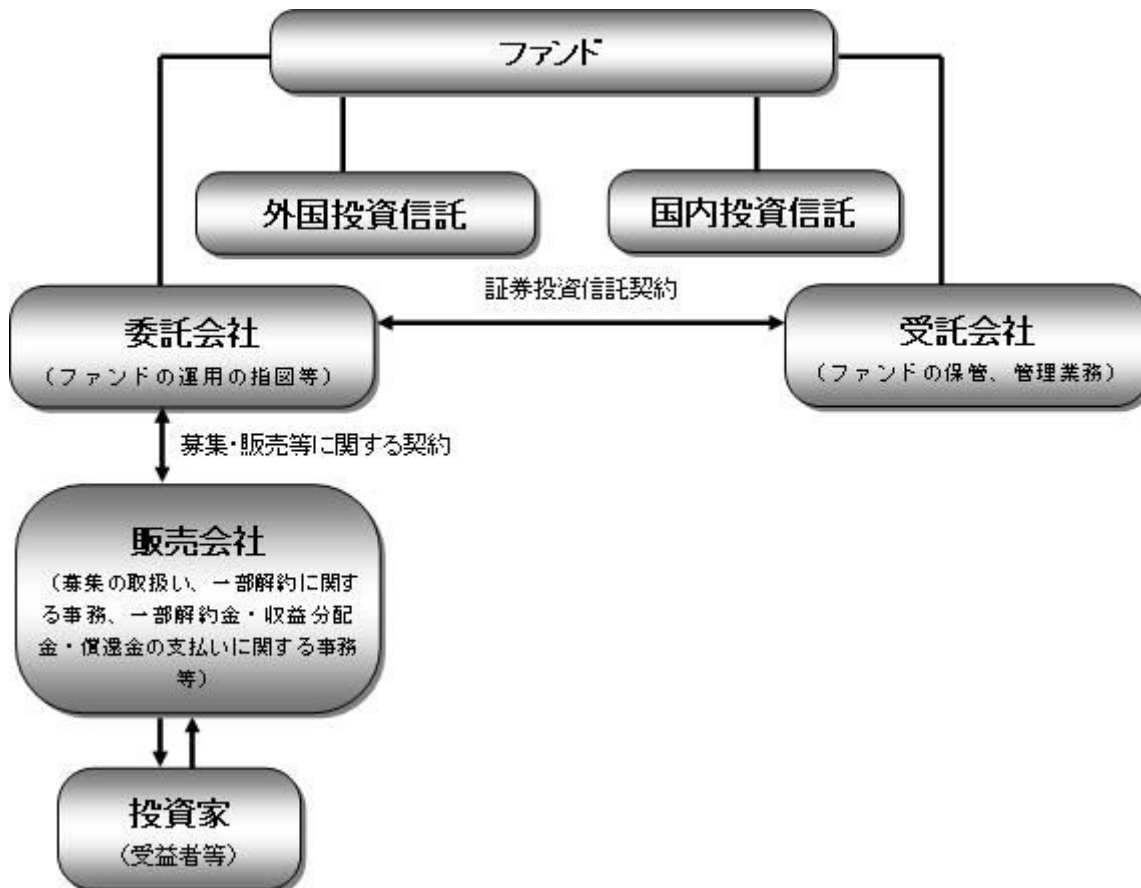 ファンド
外国投資信託
国内投資信託
証券投資信託契約
委託会社
（ファンドの運用の指図等）
受託会社
（ファンドの保管、管理業務）
募集・販売等に関する契約
販売会社
（募集の取扱い、一部解約に関す
る事務、一部解約金・収益分配
金・償還金の支払いに関する事務
等）
投資家
（受益者等）